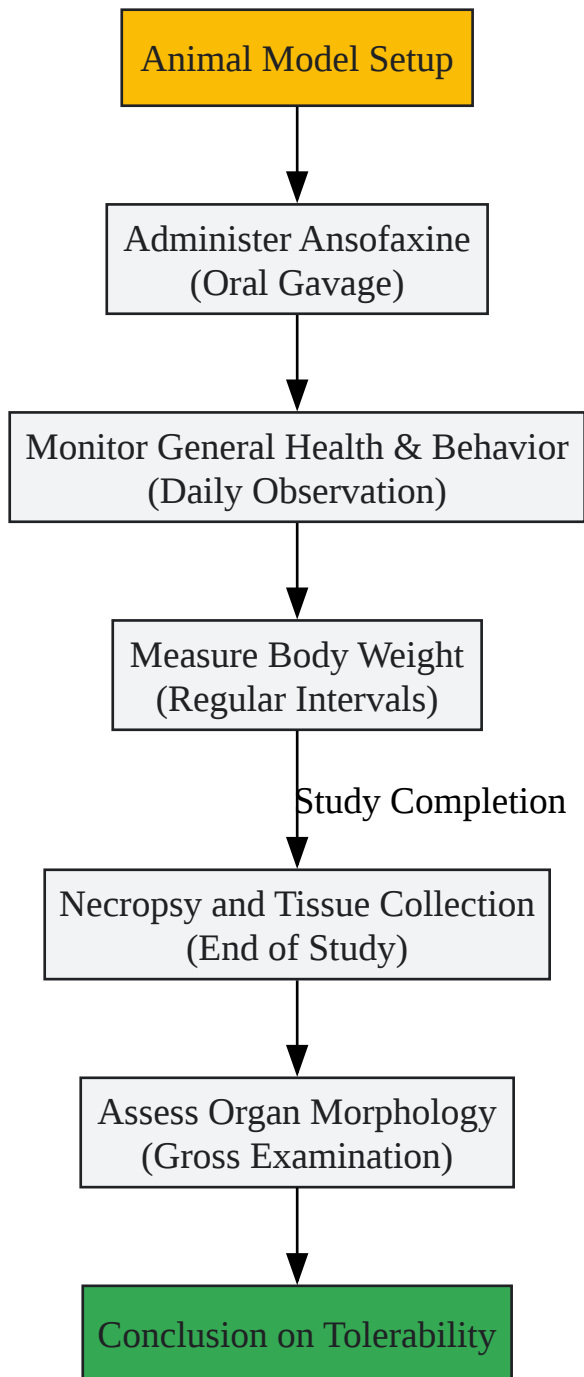 Animal Model Setup
Administer Ansofaxine
(Oral Gavage)
Monitor General Health & Behavior
(Daily Observation)
Measure Body Weight
(Regular Intervals)
Study Completion
Necropsy and Tissue Collection
(End of Study)
Assess Organ Morphology
(Gross Examination)
Conclusion on Tolerability